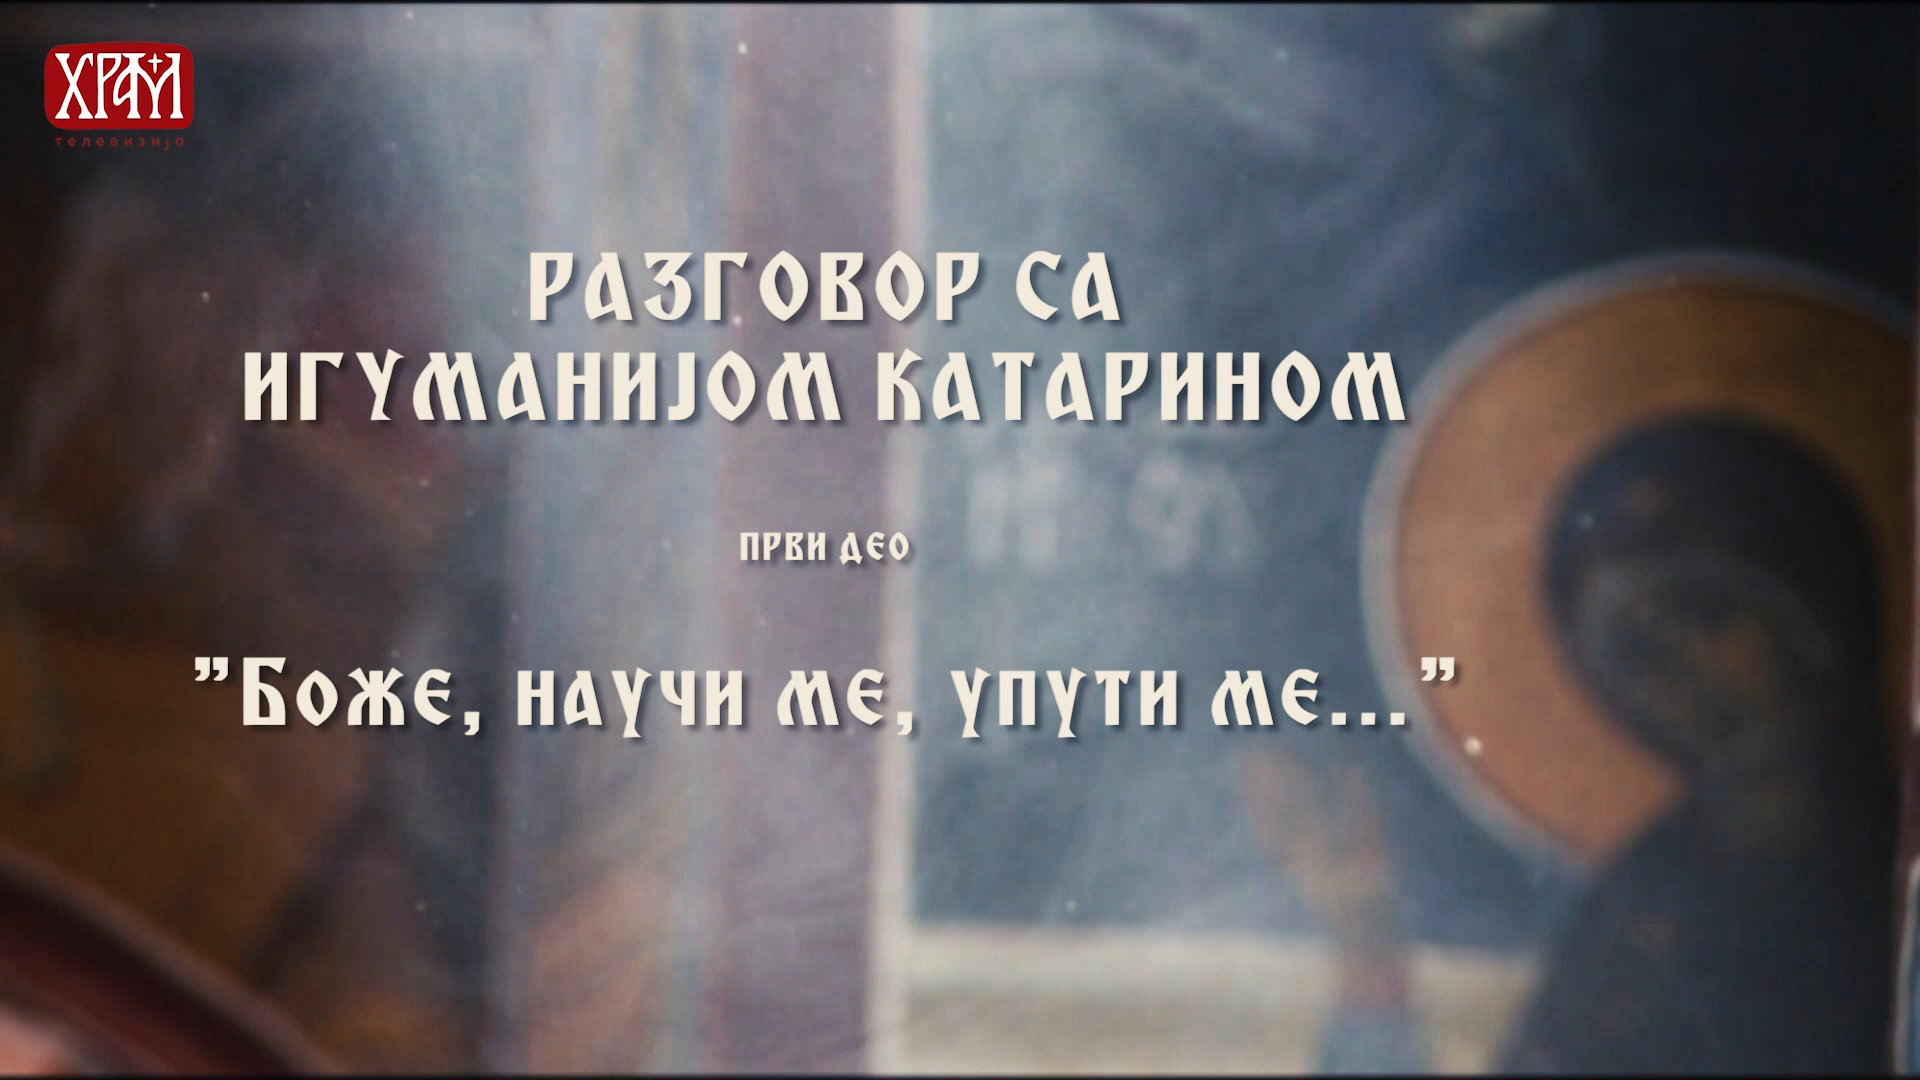 ХРАМ
телевизија
РАЗГОВОР СА
ИГУМАНИЈОМ КАТАРИНОМ
ПРВИ ДЕО
"Боже, научи ме, упути ме..."